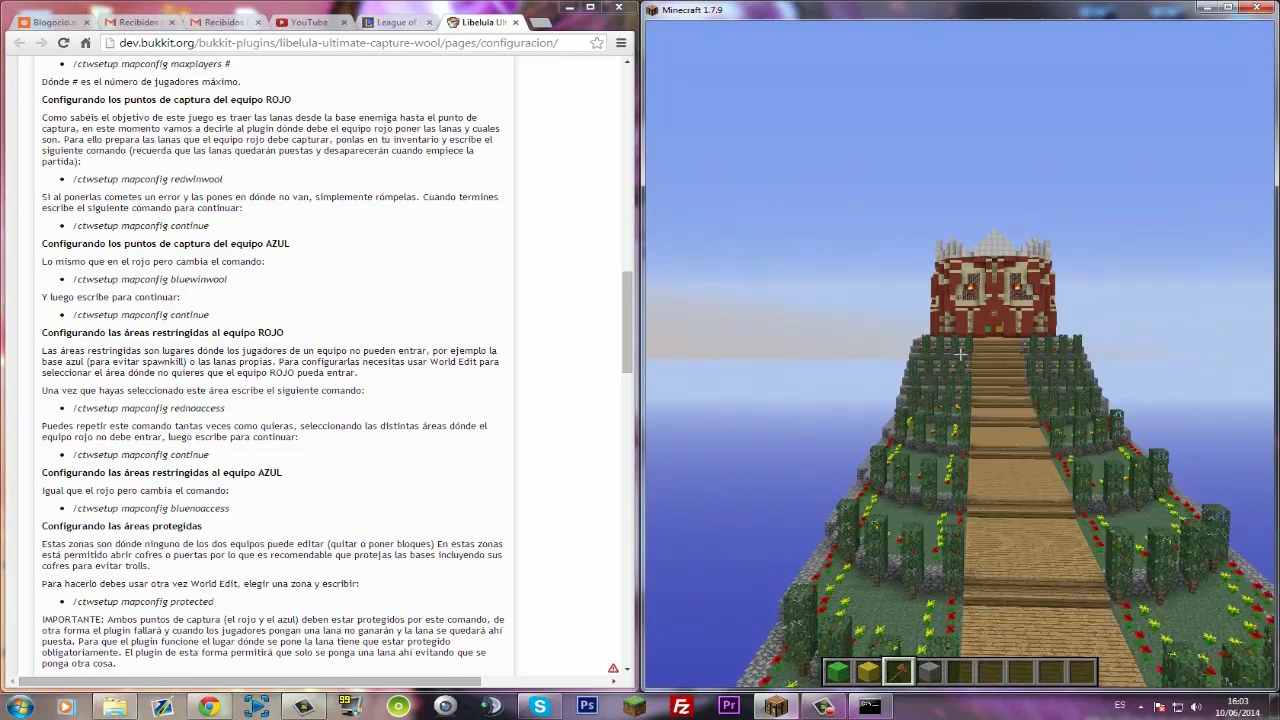 Blogocio.n
Recibidos
Recibidos (
YouTube
League of
Libelula Ul
dev.bukkit.org/bukkit-plugins/libelula-ultimate-capture-wool/pages/configuracion/
/ctwsetup mapconfig maxplayers #
Dónde # es el número de jugadores máximo.
Configurando los puntos de captura del equipo ROJO
Como sabéis el objetivo de este juego es traer las lanas desde la base enemiga hasta el punto de
captura, en este momento vamos a decirle al plugin dónde debe el equipo rojo poner las lanas y cuales
son. Para ello prepara las lanas que el equipo rojo debe capturar, ponlas en tu inventario y escribe el
siguiente comando (recuerda que las lanas quedarán puestas y desaparecerán cuando empiece la
partida):
/ctwsetup mapconfig redwinwool
Si al ponerlas cometes un error y las pones en dónde no van, simplemente rómpelas. Cuando termines
escribe el siguiente comando para continuar:
/ctwsetup mapconfig continue
Configurando los puntos de captura del equipo AZUL
Lo mismo que en el rojo pero cambia el comando:
/ctwsetup mapconfig bluewinwool
Y luego escribe para continuar:
/ctwsetup mapconfig continue
Configurando las áreas restringidas al equipo ROJO
Las áreas restringidas son lugares dónde los jugadores de un equipo no pueden entrar, por ejemplo la
base azul (para evitar spawnkill) o las lanas propias. Para configurarlas necesitas usar World Edit para
seleccionar el área dónde no quieres que el equipo ROJO pueda entrar.
Una vez que hayas seleccionado este área escribe el siguiente comando:
/ctwsetup mapconfig rednoaccess
Puedes repetir este comando tantas veces como quieras, seleccionando las distintas áreas dónde el
equipo rojo no debe entrar, luego escribe para continuar:
/ctwsetup mapconfig continue
Configurando las áreas restringidas al equipo AZUL
Igual que el rojo pero cambia el comando:
/ctwsetup mapconfig bluenoaccess
Configurando las áreas protegidas
Estas zonas son dónde ninguno de los dos equipos puede editar (quitar o poner bloques) En estas zonas
está permitido abrir cofres o puertas por lo que es recomendable que protejas las bases incluyendo sus
cofres para evitar trolls.
Para hacerlo debes usar otra vez World Edit, elegir una zona y escribir:
/ctwsetup mapconfig protected
IMPORTANTE: Ambos puntos de captura (el rojo y el azul) deben estar protegidos por este comando, de
otra forma el plugin fallará y cuando los jugadores pongan una lana no ganarán y la lana se quedará ahí
puesta. Para que el plugin funcione el lugar dónde se pone la lana tiene que estar protegido
obligatoriamente. El plugin de esta forma permitirá que solo se ponga una lana ahí evitando que se
ponga otra cosa.
Minecraft 1.7.9
99
Ps
Fz
Pr
ES
16:03
10/06/2014